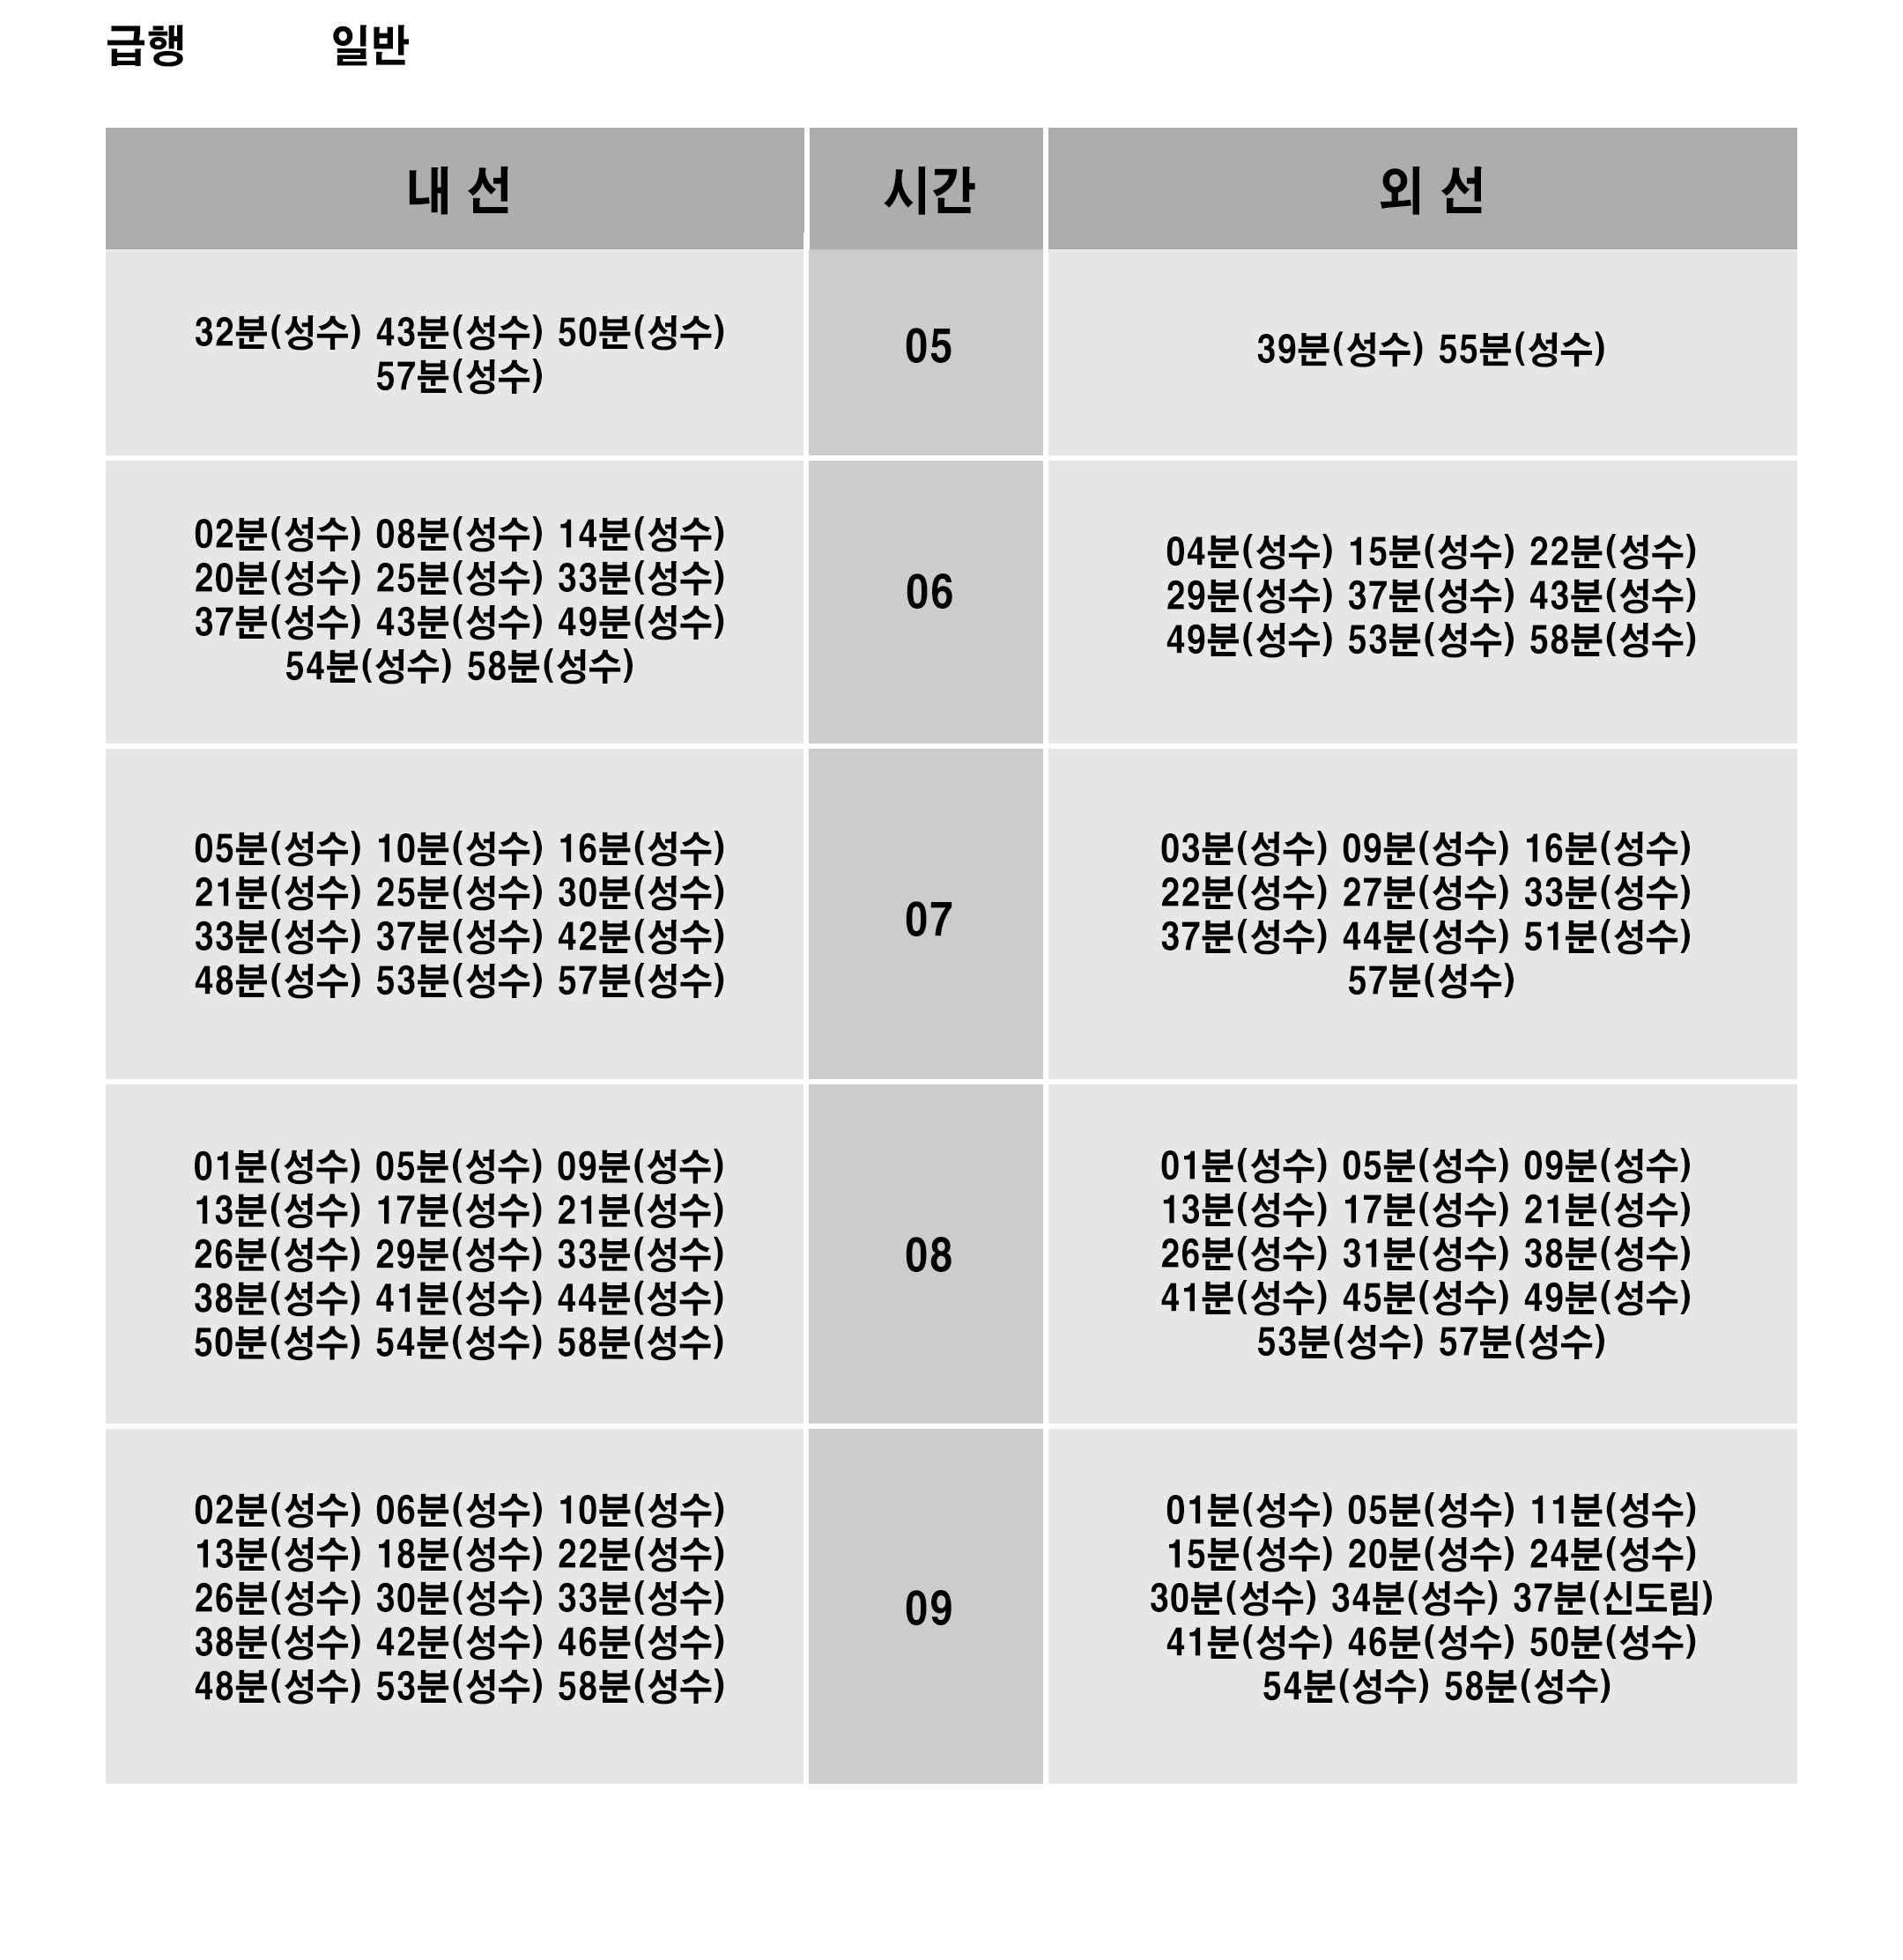 급행 일반
내 선 시간 외 선
32분(성수) 43분(성수) 50분(성수)
57분(성수)
05
39분(성수) 55분(성수)
02분(성수) 08분(성수) 14분(성수)
20분(성수) 25분(성수) 33분(성수)
37분(성수) 43분(성수) 49분(성수)
54분(성수) 58분(성수)
06
04분(성수) 15분(성수) 22분(성수)
29분(성수) 37분(성수) 43분(성수)
49분(성수) 53분(성수) 58분(성수)
05분(성수) 10분(성수) 16분(성수)
21분(성수) 25분(성수) 30분(성수)
33분(성수) 37분(성수) 42분(성수)
48분(성수) 53분(성수) 57분(성수)
07
03분(성수) 09분(성수) 16분(성수)
22분(성수) 27분(성수) 33분(성수)
37분(성수) 44분(성수) 51분(성수)
57분(성수)
01분(성수) 05분(성수) 09분(성수)
13분(성수) 17분(성수) 21분(성수)
26분(성수) 29분(성수) 33분(성수)
38분(성수) 41분(성수) 44분(성수)
50분(성수) 54분(성수) 58분(성수)
08
01분(성수) 05분(성수) 09분(성수)
13분(성수) 17분(성수) 21분(성수)
26분(성수) 31분(성수) 38분(성수)
41분(성수) 45분(성수) 49분(성수)
53분(성수) 57분(성수)
02분(성수) 06분(성수) 10분(성수)
13분(성수) 18분(성수) 22분(성수)
26분(성수) 30분(성수) 33분(성수)
38분(성수) 42분(성수) 46분(성수)
48분(성수) 53분(성수) 58분(성수)
09
01분(성수) 05분(성수) 11분(성수)
15분(성수) 20분(성수) 24분(성수)
30분(성수) 34분(성수) 37분(신도림)
41분(성수) 46분(성수) 50분(성수)
54분(성수) 58분(성수)